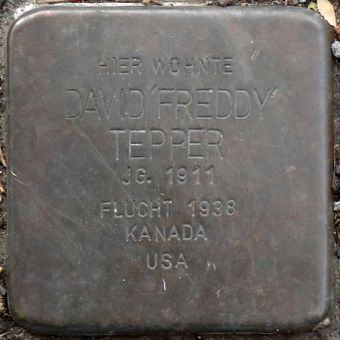 HIER WOHNTE
DAVID 'FREDDY'
TEPPER
JG. 1911
FLUCHT 1938
KANADA
USA